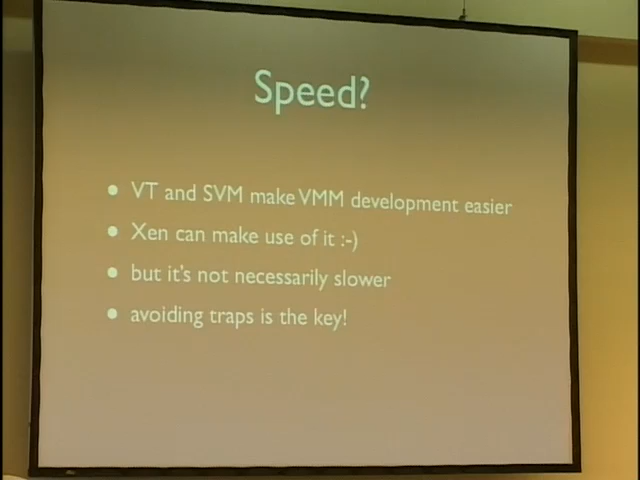 Speed?
• VT and SVM make VMM development easier
• Xen can make use of it :-)
• but it's not necessarily slower
• avoiding traps is the key!